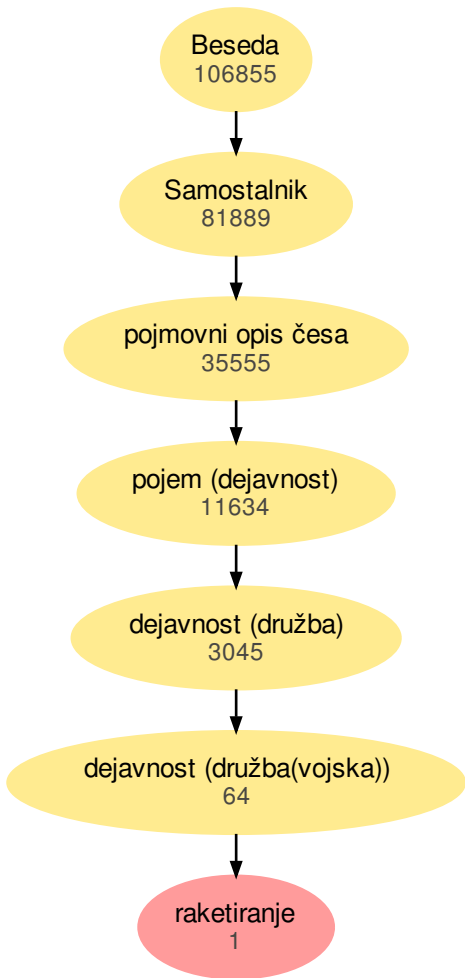 Beseda
106855
Samostalnik
81889
pojmovni opis česa
35555
pojem (dejavnost)
11634
dejavnost (družba)
3045
dejavnost (družba(vojska))
64
raketiranje
1